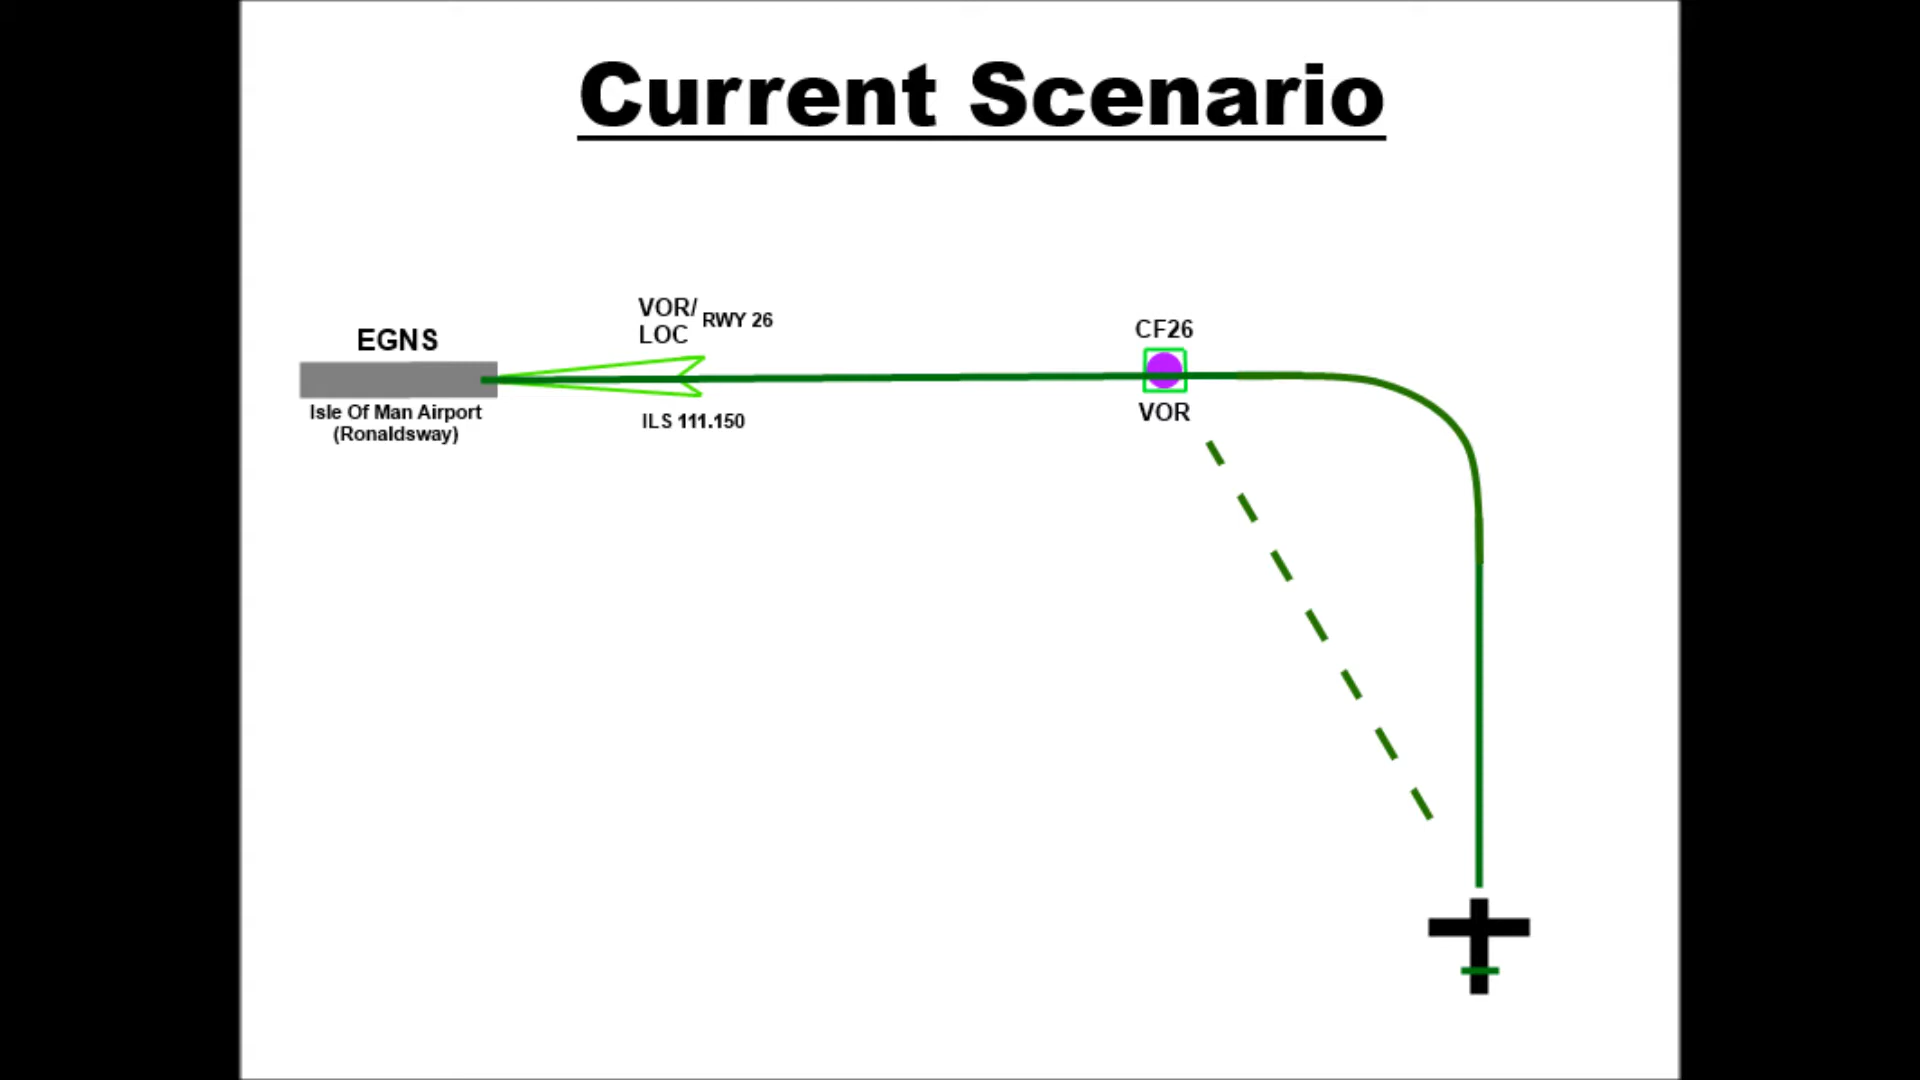 Current Scenario
VOR/
LOC
RWY 26
EGNS
CF26
Isle Of Man Airport
(Ronaldsway)
ILS 111.150
VOR